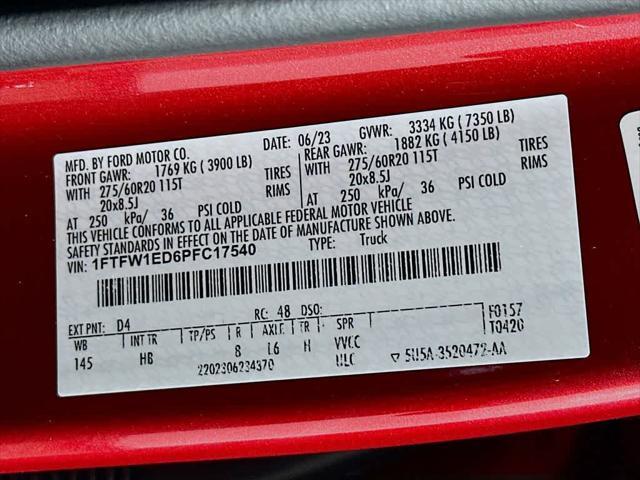 MFD. BY FORD MOTOR CO.
DATE: 06/23 GVWR: 3334 KG ( 7350 LB)
FRONT GAWR: 1769 KG ( 3900 LB) REAR GAWR: 1882 KG ( 4150 LB)
WITH 275/60R20 115T TIRES WITH 275/60R20 115T TIRES
20x8.5J RIMS 20x8.5J RIMS
AT 250 kPa/ 36 PSI COLD AT 250 kPa/ 36 PSI COLD
THIS VEHICLE CONFORMS TO ALL APPLICABLE FEDERAL MOTOR VEHICLE
SAFETY STANDARDS IN EFFECT ON THE DATE OF MANUFACTURE SHOWN ABOVE.
VIN: 1FTFW1ED6PFC17540 TYPE: Truck
EXT PNT: D4 RC: 48 DSO:
WB INT TR TP/PS R AXLE TR SPR F0157
145 HB 8 L6 H VVCC T0420
ULC 5U5A-3520472-AA